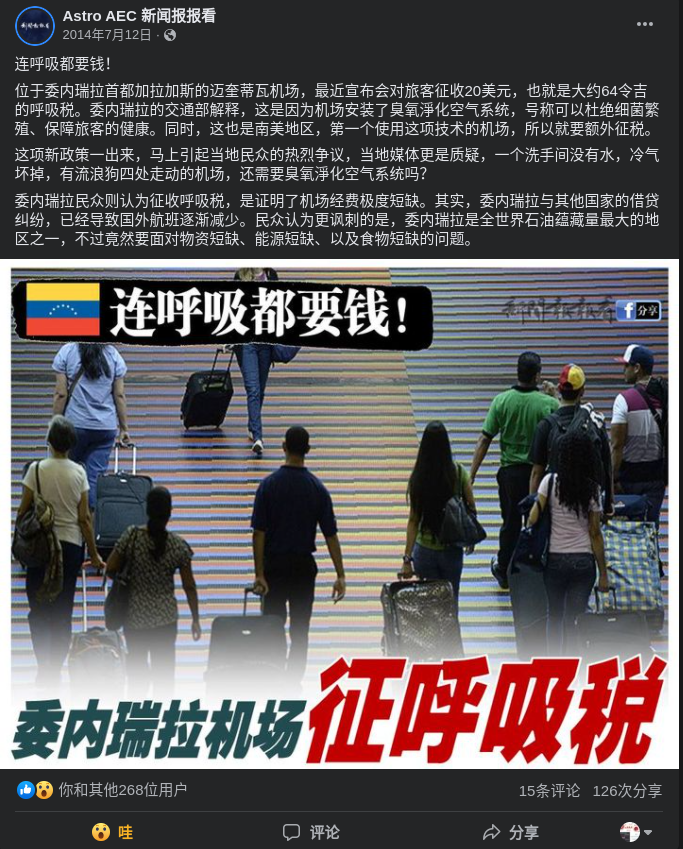 Astro AEC 新闻报报看
2014年7月12日 ·
连呼吸都要钱！
位于委内瑞拉首都加拉加斯的迈奎蒂瓦机场，最近宣布会对旅客征收20美元，也就是大约64令吉
的呼吸税。委内瑞拉的交通部解释，这是因为机场安装了臭氧淨化空气系统，号称可以杜绝细菌繁
殖、保障旅客的健康。同时，这也是南美地区，第一个使用这项技术的机场，所以就要额外征税。
这项新政策一出来，马上引起当地民众的热烈争议，当地媒体更是质疑，一个洗手间没有水，冷气
坏掉，有流浪狗四处走动的机场，还需要臭氧淨化空气系统吗？
委内瑞拉民众则认为征收呼吸税，是证明了机场经费极度短缺。其实，委内瑞拉与其他国家的借贷
纠纷，已经导致国外航班逐渐减少。民众认为更讽刺的是，委内瑞拉是全世界石油蕴藏量最大的地
区之一，不过竟然要面对物资短缺、能源短缺、以及食物短缺的问题。
连呼吸都要钱！
新聞報報看 f 分享
委内瑞拉机场 征呼吸税
你和其他268位用户 15条评论 126次分享
哇 评论 分享